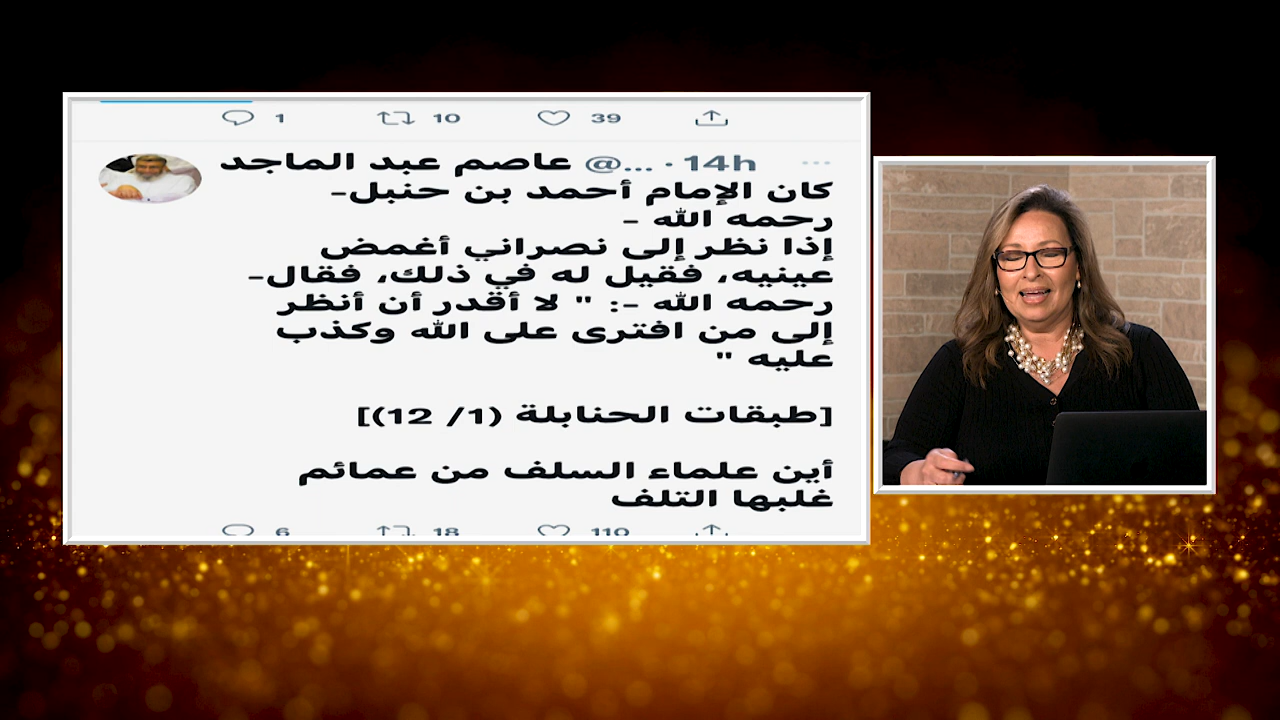 1 10 39
عاصم عبد الماجد @... · 14h
كان الإمام أحمد بن حنبل-
رحمه الله -
إذا نظر إلى نصراني أغمض
عينيه، فقيل له في ذلك، فقال-
رحمه الله -: " لا أقدر أن أنظر
إلى من افترى على الله وكذب
عليه "
[طبقات الحنابلة (1/ 12)]
أين علماء السلف من عمائم
غلبها التلف
6 18 110